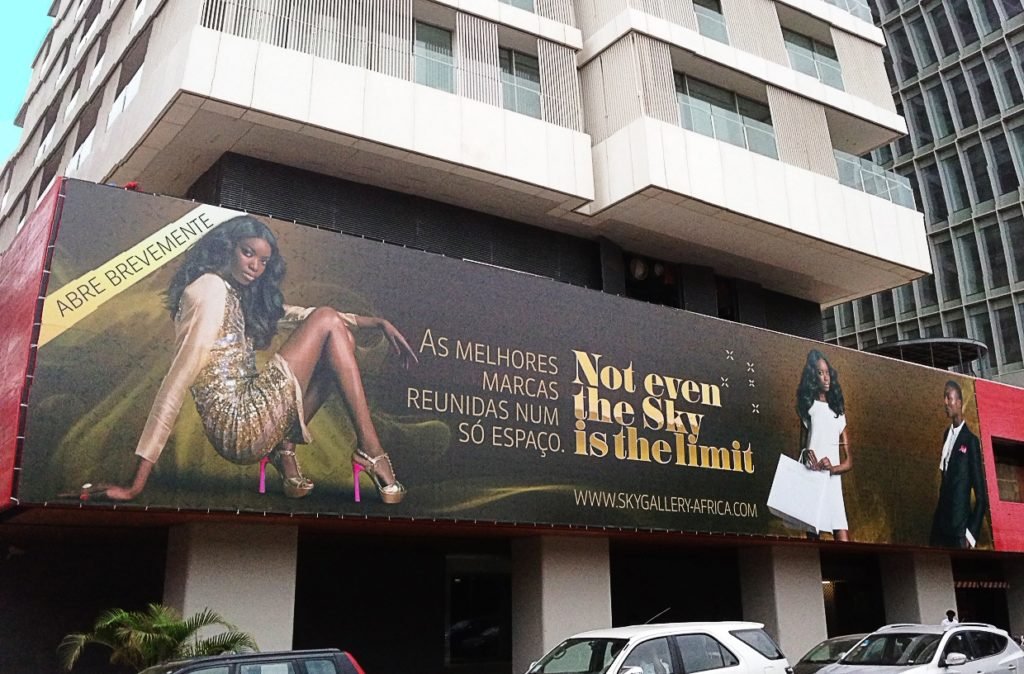 ABRE BREVEMENTE
AS MELHORES
MARCAS
REUNIDAS NUM
SÓ ESPAÇO.
Not even
the Sky
is the limit
WWW.SKYGALLERY-AFRICA.COM